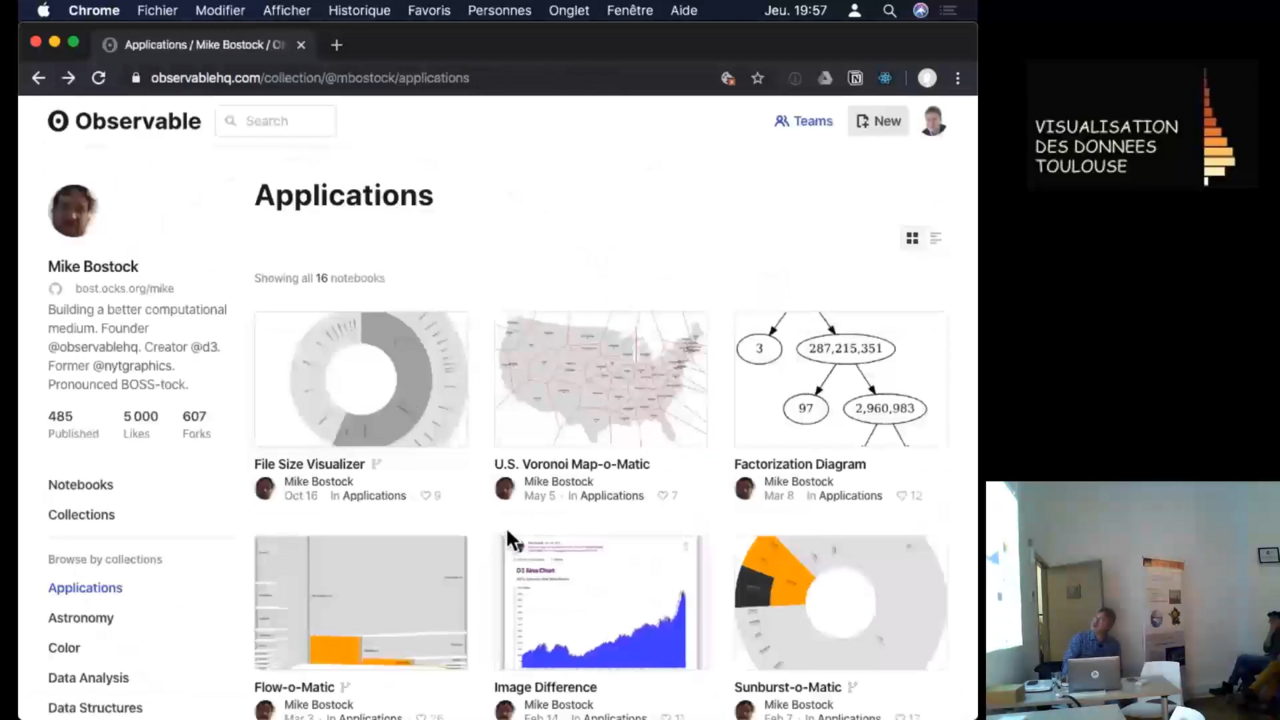 Chrome Fichier Modifier Afficher Historique Favoris Personnes Onglet Fenêtre Aide Jeu. 19:57
Applications / Mike Bostock / O
observablehq.com/collection/@mbostock/applications
Observable
Search
Teams
New
VISUALISATION
DES DONNEES
TOULOUSE
Applications
Mike Bostock
bost.ocks.org/mike
Building a better computational
medium. Founder
@observablehq. Creator @d3.
Former @nytgraphics.
Pronounced BOSS-tock.
485 5 000 607
Published Likes Forks
Notebooks
Collections
Browse by collections
Applications
Astronomy
Color
Data Analysis
Data Structures
Showing all 16 notebooks
3 287,215,351
97 2,960,983
File Size Visualizer
Mike Bostock
Oct 16 In Applications 9
U.S. Voronoi Map-o-Matic
Mike Bostock
May 5 In Applications 7
Factorization Diagram
Mike Bostock
Mar 8 In Applications 12
D3 Area Chart
Flow-o-Matic
Mike Bostock
Mar 3 In Applications 26
Image Difference
Mike Bostock
Feb 14 In Applications
Sunburst-o-Matic
Mike Bostock
Feb 7 In Applications